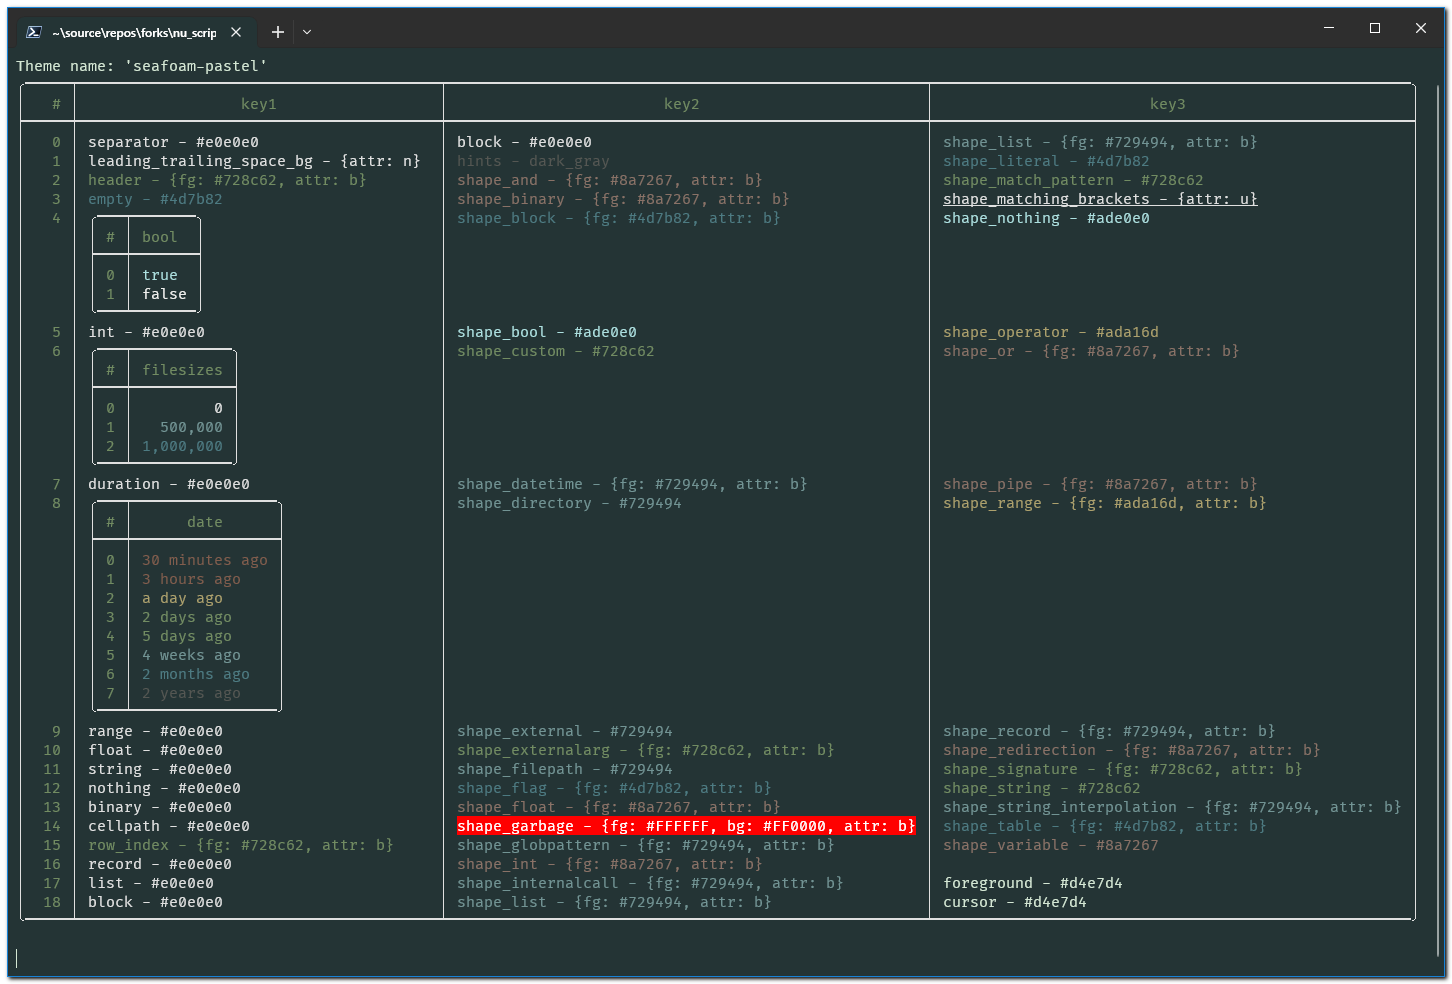 ~\source\repos\forks\nu_scrip
Theme name: 'seafoam-pastel'
# key1 key2 key3
0 separator - #e0e0e0 block - #e0e0e0 shape_list - {fg: #729494, attr: b}
1 leading_trailing_space_bg - {attr: n} hints - dark_gray shape_literal - #4d7b82
2 header - {fg: #728c62, attr: b} shape_and - {fg: #8a7267, attr: b} shape_match_pattern - #728c62
3 empty - #4d7b82 shape_binary - {fg: #8a7267, attr: b} shape_matching_brackets - {attr: u}
4 shape_block - {fg: #4d7b82, attr: b} shape_nothing - #ade0e0
# bool
0 true
1 false
5 int - #e0e0e0 shape_bool - #ade0e0 shape_operator - #ada16d
6 shape_custom - #728c62 shape_or - {fg: #8a7267, attr: b}
# filesizes
0 0
1 500,000
2 1,000,000
7 duration - #e0e0e0 shape_datetime - {fg: #729494, attr: b} shape_pipe - {fg: #8a7267, attr: b}
8 shape_directory - #729494 shape_range - {fg: #ada16d, attr: b}
# date
0 30 minutes ago
1 3 hours ago
2 a day ago
3 2 days ago
4 5 days ago
5 4 weeks ago
6 2 months ago
7 2 years ago
9 range - #e0e0e0 shape_external - #729494 shape_record - {fg: #729494, attr: b}
10 float - #e0e0e0 shape_externalarg - {fg: #728c62, attr: b} shape_redirection - {fg: #8a7267, attr: b}
11 string - #e0e0e0 shape_filepath - #729494 shape_signature - {fg: #728c62, attr: b}
12 nothing - #e0e0e0 shape_flag - {fg: #4d7b82, attr: b} shape_string - #728c62
13 binary - #e0e0e0 shape_float - {fg: #8a7267, attr: b} shape_string_interpolation - {fg: #729494, attr: b}
14 cellpath - #e0e0e0 shape_garbage - {fg: #FFFFFF, bg: #FF0000, attr: b} shape_table - {fg: #4d7b82, attr: b}
15 row_index - {fg: #728c62, attr: b} shape_globpattern - {fg: #729494, attr: b} shape_variable - #8a7267
16 record - #e0e0e0 shape_int - {fg: #8a7267, attr: b}
17 list - #e0e0e0 shape_internalcall - {fg: #729494, attr: b} foreground - #d4e7d4
18 block - #e0e0e0 shape_list - {fg: #729494, attr: b} cursor - #d4e7d4